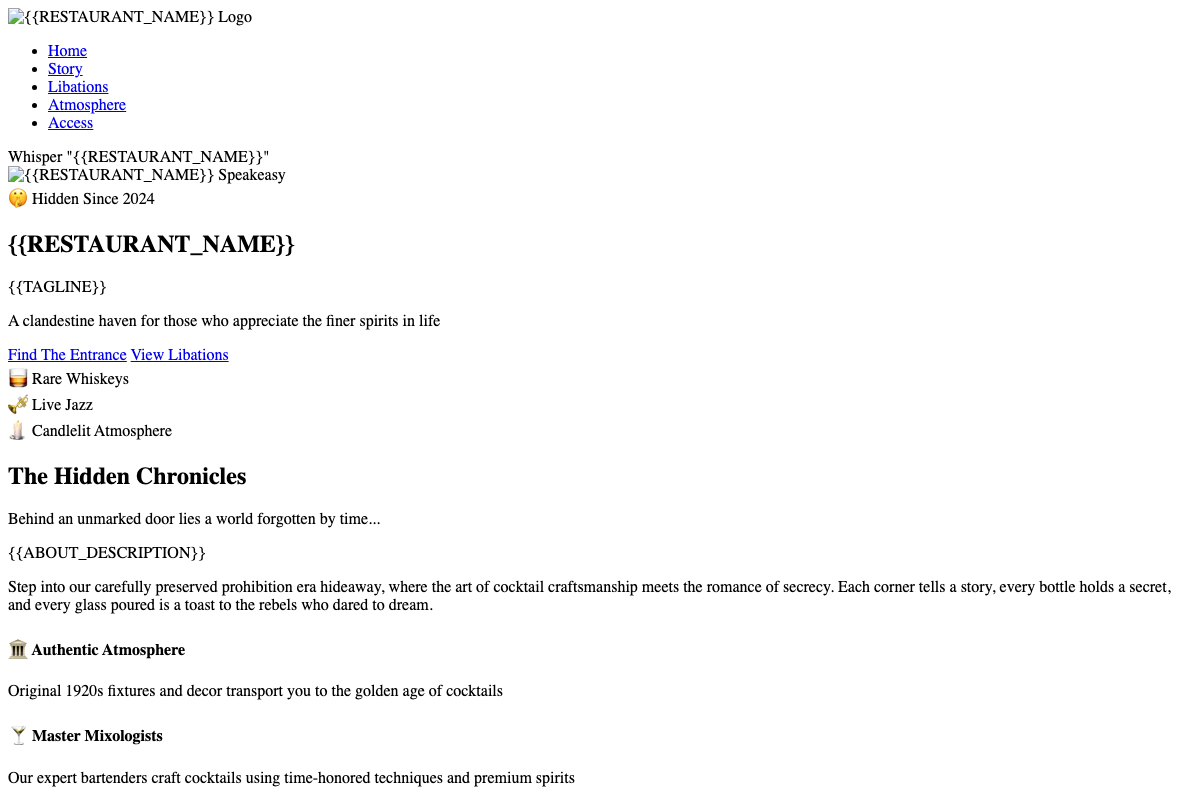 {{RESTAURANT_NAME}} Logo
Home
Story
Libations
Atmosphere
Access
Whisper "{{RESTAURANT_NAME}}"
{{RESTAURANT_NAME}} Speakeasy
🤫 Hidden Since 2024
{{RESTAURANT_NAME}}
{{TAGLINE}}
A clandestine haven for those who appreciate the finer spirits in life
Find The Entrance View Libations
🥃 Rare Whiskeys
🎺 Live Jazz
🕯️ Candlelit Atmosphere
The Hidden Chronicles
Behind an unmarked door lies a world forgotten by time...
{{ABOUT_DESCRIPTION}}
Step into our carefully preserved prohibition era hideaway, where the art of cocktail craftsmanship meets the romance of secrecy. Each corner tells a story, every bottle holds a secret,
and every glass poured is a toast to the rebels who dared to dream.
🏛️ Authentic Atmosphere
Original 1920s fixtures and decor transport you to the golden age of cocktails
🍸 Master Mixologists
Our expert bartenders craft cocktails using time-honored techniques and premium spirits